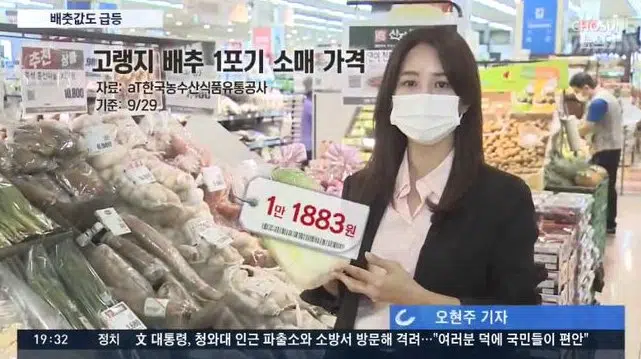 배춧값도 급등
고랭지 배추 1포기 소매 가격
자료: aT한국농수산식품유통공사
기준: 9/29
추천
1만 1883원
오현주 기자
19:32 정치 文 대통령, 청와대 인근 파출소와 소방서 방문해 격려…"여러분 덕에 국민들이 편안"